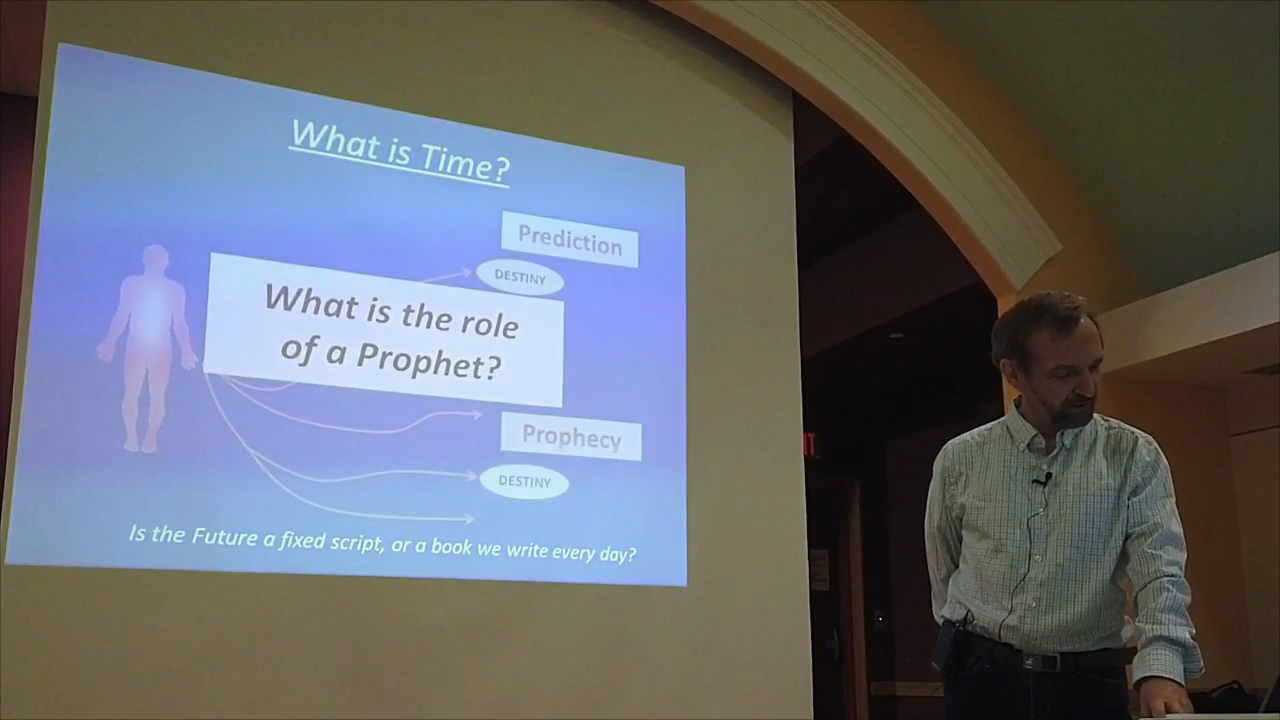 What is Time?
Prediction
DESTINY
What is the role
of a Prophet?
Prophecy
DESTINY
Is the Future a fixed script, or a book we write every day?